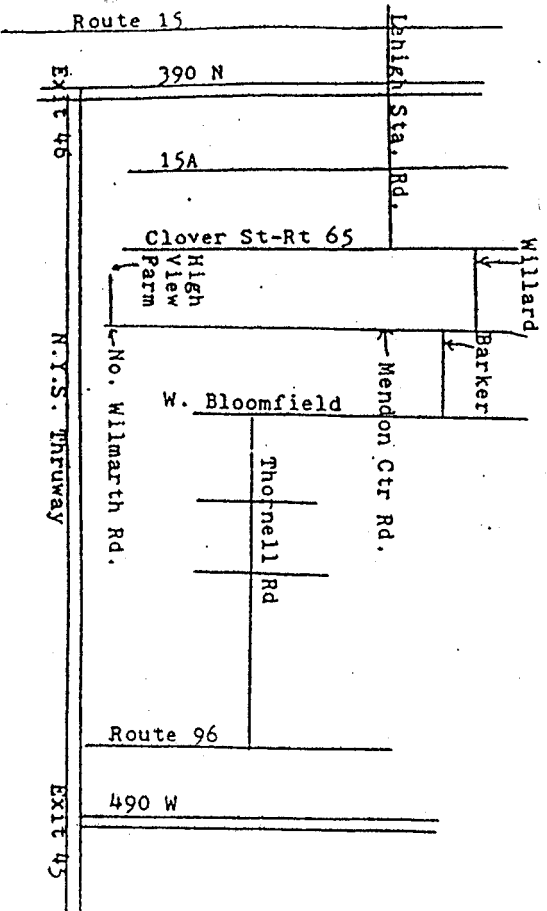 Route 15
Lehigh Sta. Rd.
390 N
Exit 46
15A
Clover St-Rt 65
Willard
High
View
Farm
Barker
No. Wilmarth Rd.
Mendon Ctr Rd.
W. Bloomfield
N.Y.S. Thruway
Thornell Rd
Route 96
490 W
Exit 45